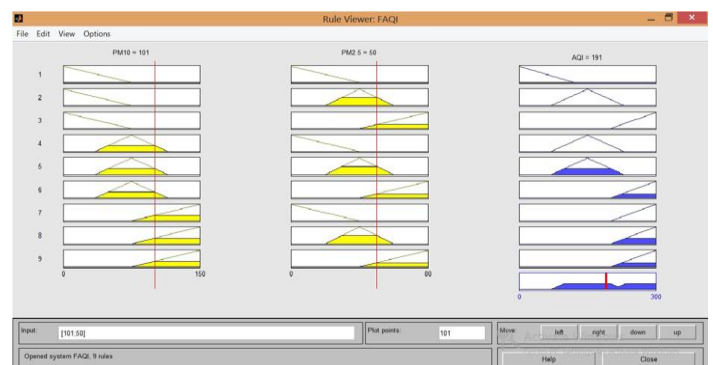 Rule Viewer: FAQI
File Edit View Options
PM10 = 101
PM2.5 = 50
AQI = 191
1
2
3
4
5
6
7
8
9
0 150
0
0 300
Input: [101;50]
Plot points: 101
Move: left right down up
Opened system FAQI, 9 rules
Help Close